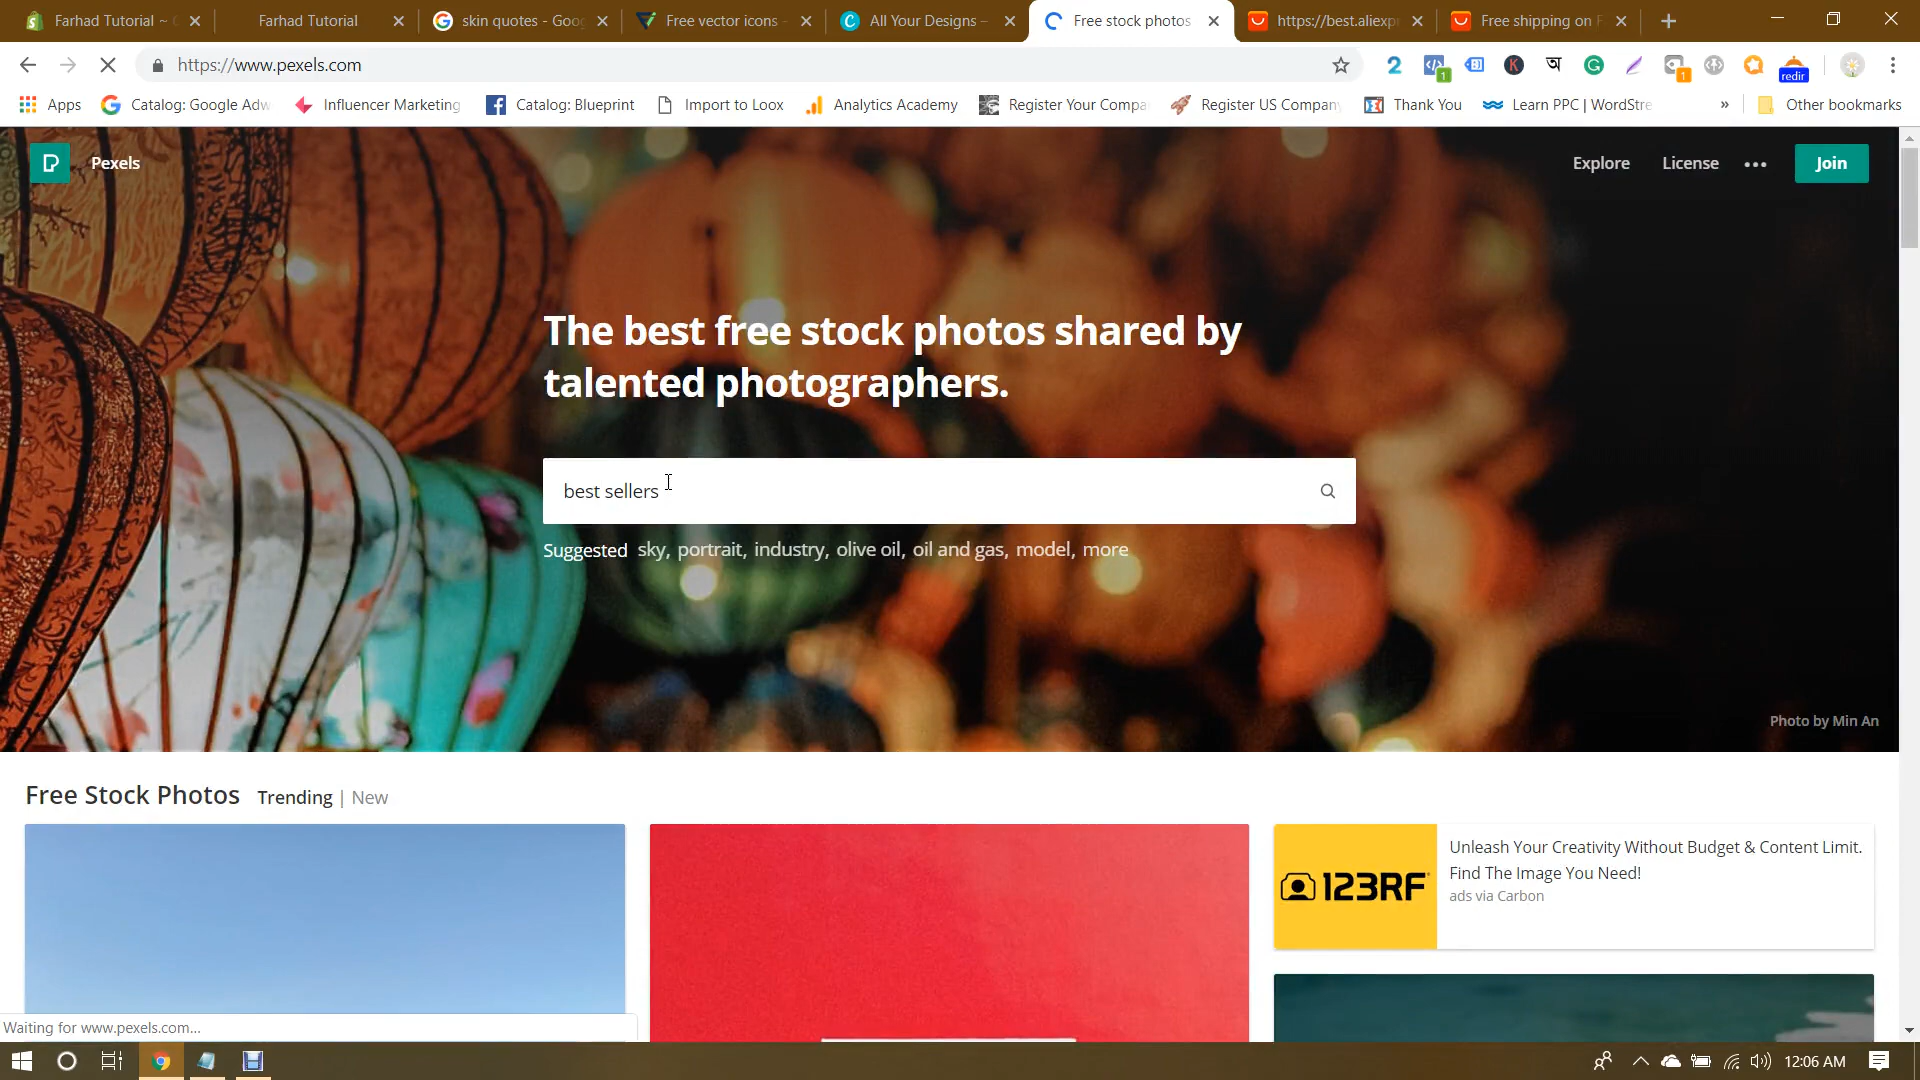 Farhad Tutorial ~
Farhad Tutorial
skin quotes - Goo
Free vector icons -
All Your Designs –
Free stock photos
https://best.aliexp
Free shipping on F
https://www.pexels.com
1
1
redir
Apps
Catalog: Google Adw
Influencer Marketing
Catalog: Blueprint
Import to Loox
Analytics Academy
Register Your Compa
Register US Company
Thank You
Learn PPC | WordStre
»
Other bookmarks
Pexels
Explore
License
Join
The best free stock photos shared by
talented photographers.
best sellers
Suggested sky, portrait, industry, olive oil, oil and gas, model, more
Photo by Min An
Free Stock Photos Trending | New
Unleash Your Creativity Without Budget & Content Limit.
Find The Image You Need!
ads via Carbon
123RF
Waiting for www.pexels.com...
12:06 AM